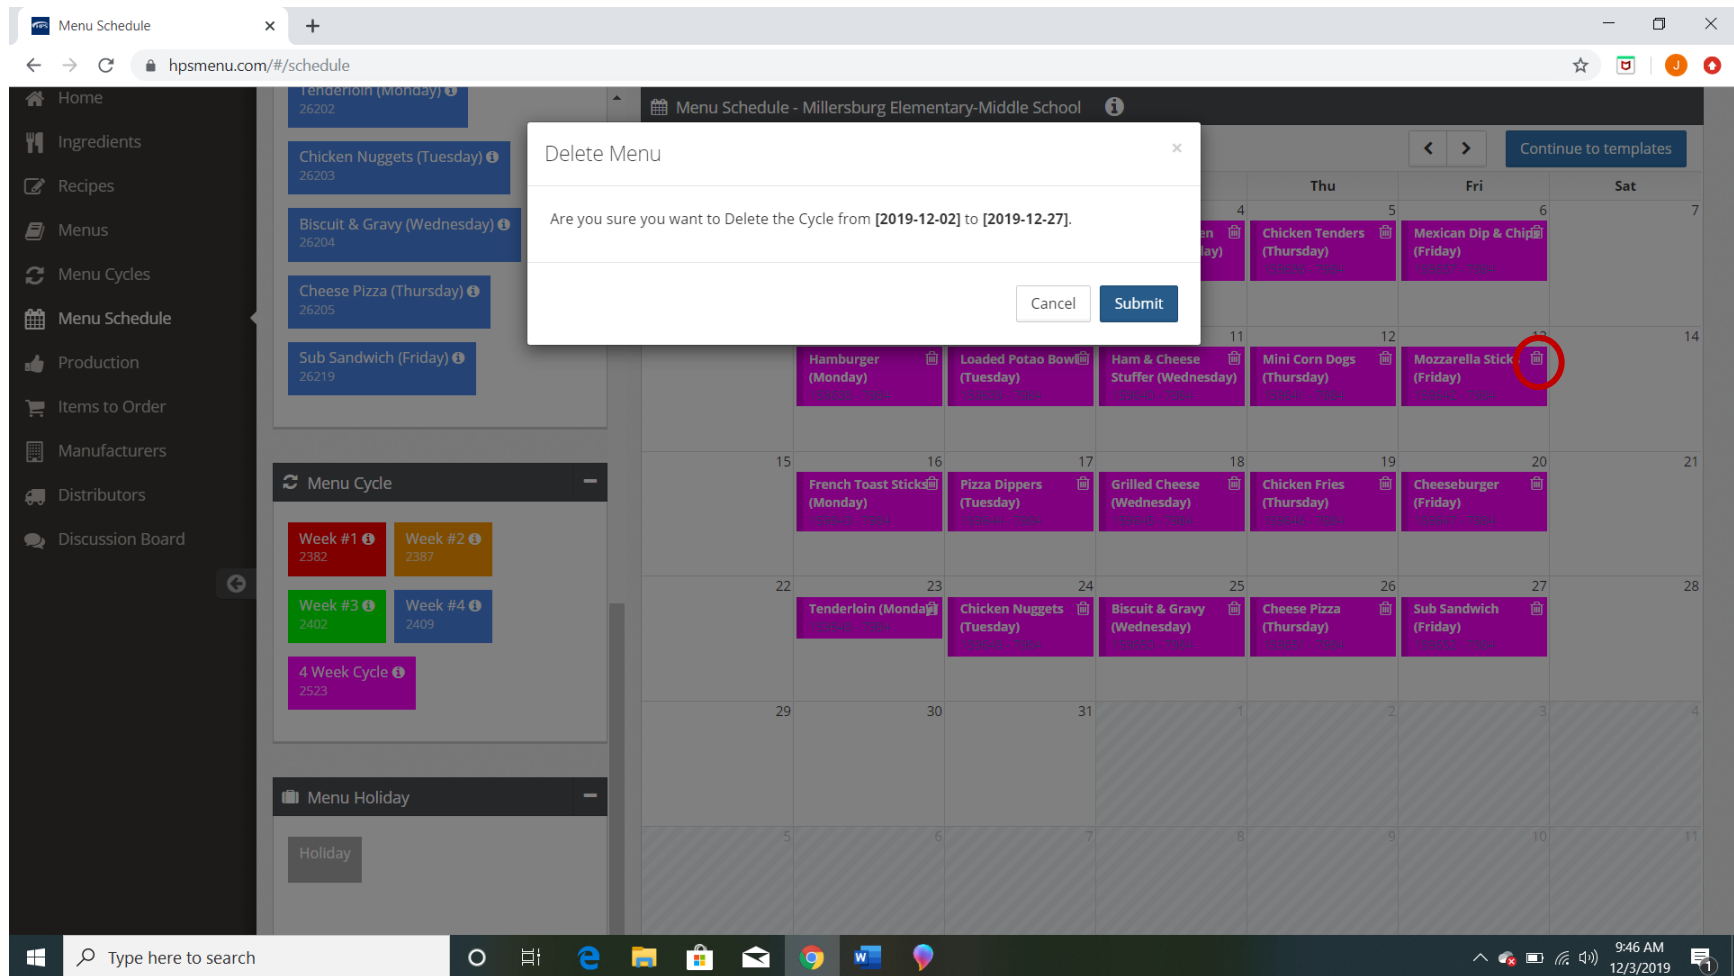 Menu Schedule
hpsmenu.com/#/schedule
J
Home
Ingredients
Recipes
Menus
Menu Cycles
Menu Schedule
Production
Items to Order
Manufacturers
Distributors
Discussion Board
Tenderloin (Monday)
26202
Chicken Nuggets (Tuesday)
26203
Biscuit & Gravy (Wednesday)
26204
Cheese Pizza (Thursday)
26205
Sub Sandwich (Friday)
26219
Menu Cycle
Week #1
2382
Week #2
2387
Week #3
2402
Week #4
2409
4 Week Cycle
2523
Menu Holiday
Holiday
Menu Schedule - Millersburg Elementary-Middle School
Continue to templates
Delete Menu
×
Are you sure you want to Delete the Cycle from [2019-12-02] to [2019-12-27].
Cancel
Submit
Thu Fri Sat
4 5 6 7
Chicken Tenders
(Thursday)
Mexican Dip & Chips
(Friday)
11 12 13 14
Hamburger
(Monday)
Loaded Potao Bowl
(Tuesday)
Ham & Cheese
Stuffer (Wednesday)
Mini Corn Dogs
(Thursday)
Mozzarella Sticks
(Friday)
15 16 17 18 19 20 21
French Toast Sticks
(Monday)
Pizza Dippers
(Tuesday)
Grilled Cheese
(Wednesday)
Chicken Fries
(Thursday)
Cheeseburger
(Friday)
22 23 24 25 26 27 28
Tenderloin (Monday)
Chicken Nuggets
(Tuesday)
Biscuit & Gravy
(Wednesday)
Cheese Pizza
(Thursday)
Sub Sandwich
(Friday)
29 30 31 1 2 3 4
5 6 7 8 9 10 11
Type here to search
9:46 AM
12/3/2019
1